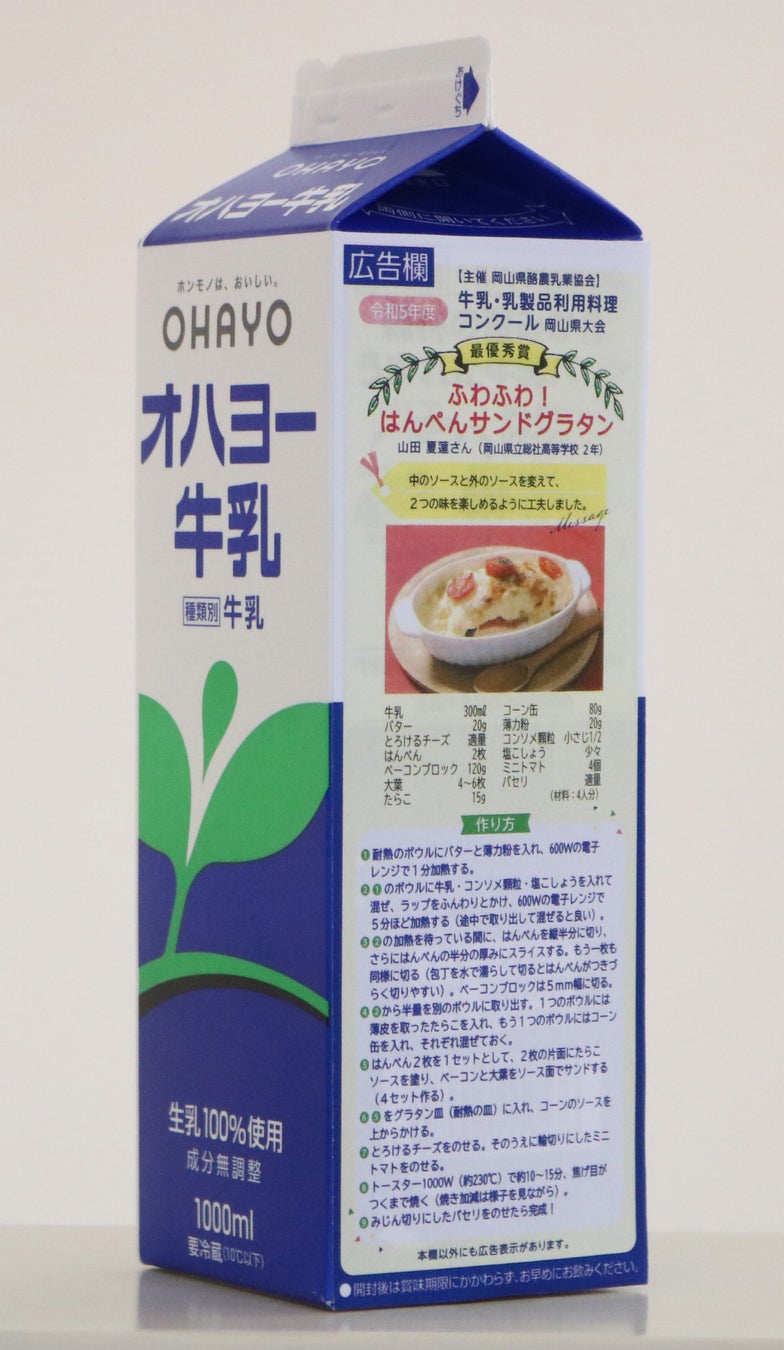 あけぐち
OHAYO
オハヨー牛乳
ホンモノは、おいしい。
OHAYO
オハヨー
牛乳
種類別 牛乳
生乳100%使用
成分無調整
1000ml
要冷蔵(10℃以下)
広告欄
【主催 岡山県酪農乳業協会】
令和5年度
牛乳・乳製品利用料理
コンクール 岡山県大会
最優秀賞
ふわふわ!
はんぺんサンドグラタン
山田 夏蓮さん(岡山県立総社高等学校 2年)
中のソースと外のソースを変えて、
2つの味を楽しめるように工夫しました。
Message
牛乳 300mℓ コーン缶 80g
バター 20g 薄力粉 20g
とろけるチーズ 適量 コンソメ顆粒 小さじ1/2
はんぺん 2枚 塩こしょう 少々
ベーコンブロック 120g ミニトマト 4個
大葉 4〜6枚 パセリ 適量
たらこ 15g (材料:4人分)
作り方
❶耐熱のボウルにバターと薄力粉を入れ、600Wの電子
レンジで1分加熱する。
❷❶のボウルに牛乳・コンソメ顆粒・塩こしょうを入れて
混ぜ、ラップをふんわりとかけ、600Wの電子レンジで
5分ほど加熱する(途中で取り出して混ぜると良い)。
❸❷の加熱を待っている間に、はんぺんを縦半分に切り、
さらにはんぺんの半分の厚みにスライスする。もう一枚も
同様に切る(包丁を水で濡らして切るとはんぺんがつきづ
らく切りやすい)。ベーコンブロックは5mm幅に切る。
❹❷から半量を別のボウルに取り出す。1つのボウルには
薄皮を取ったたらこを入れ、もう1つのボウルにはコーン
缶を入れ、それぞれ混ぜておく。
❺はんぺん2枚を1セットとして、2枚の片面にたらこ
ソースを塗り、ベーコンと大葉をソース面でサンドする
(4セット作る)。
❻❺をグラタン皿(耐熱の皿)に入れ、コーンのソースを
上からかける。
❼とろけるチーズをのせる。そのうえに輪切りにしたミニ
トマトをのせる。
❽トースター1000W(約230℃)で約10〜15分、焦げ目が
つくまで焼く(焼き加減は様子を見ながら)。
❾みじん切りにしたパセリをのせたら完成!
本欄以外にも広告表示があります。
●開封後は賞味期限にかかわらず、お早めにお飲みください。